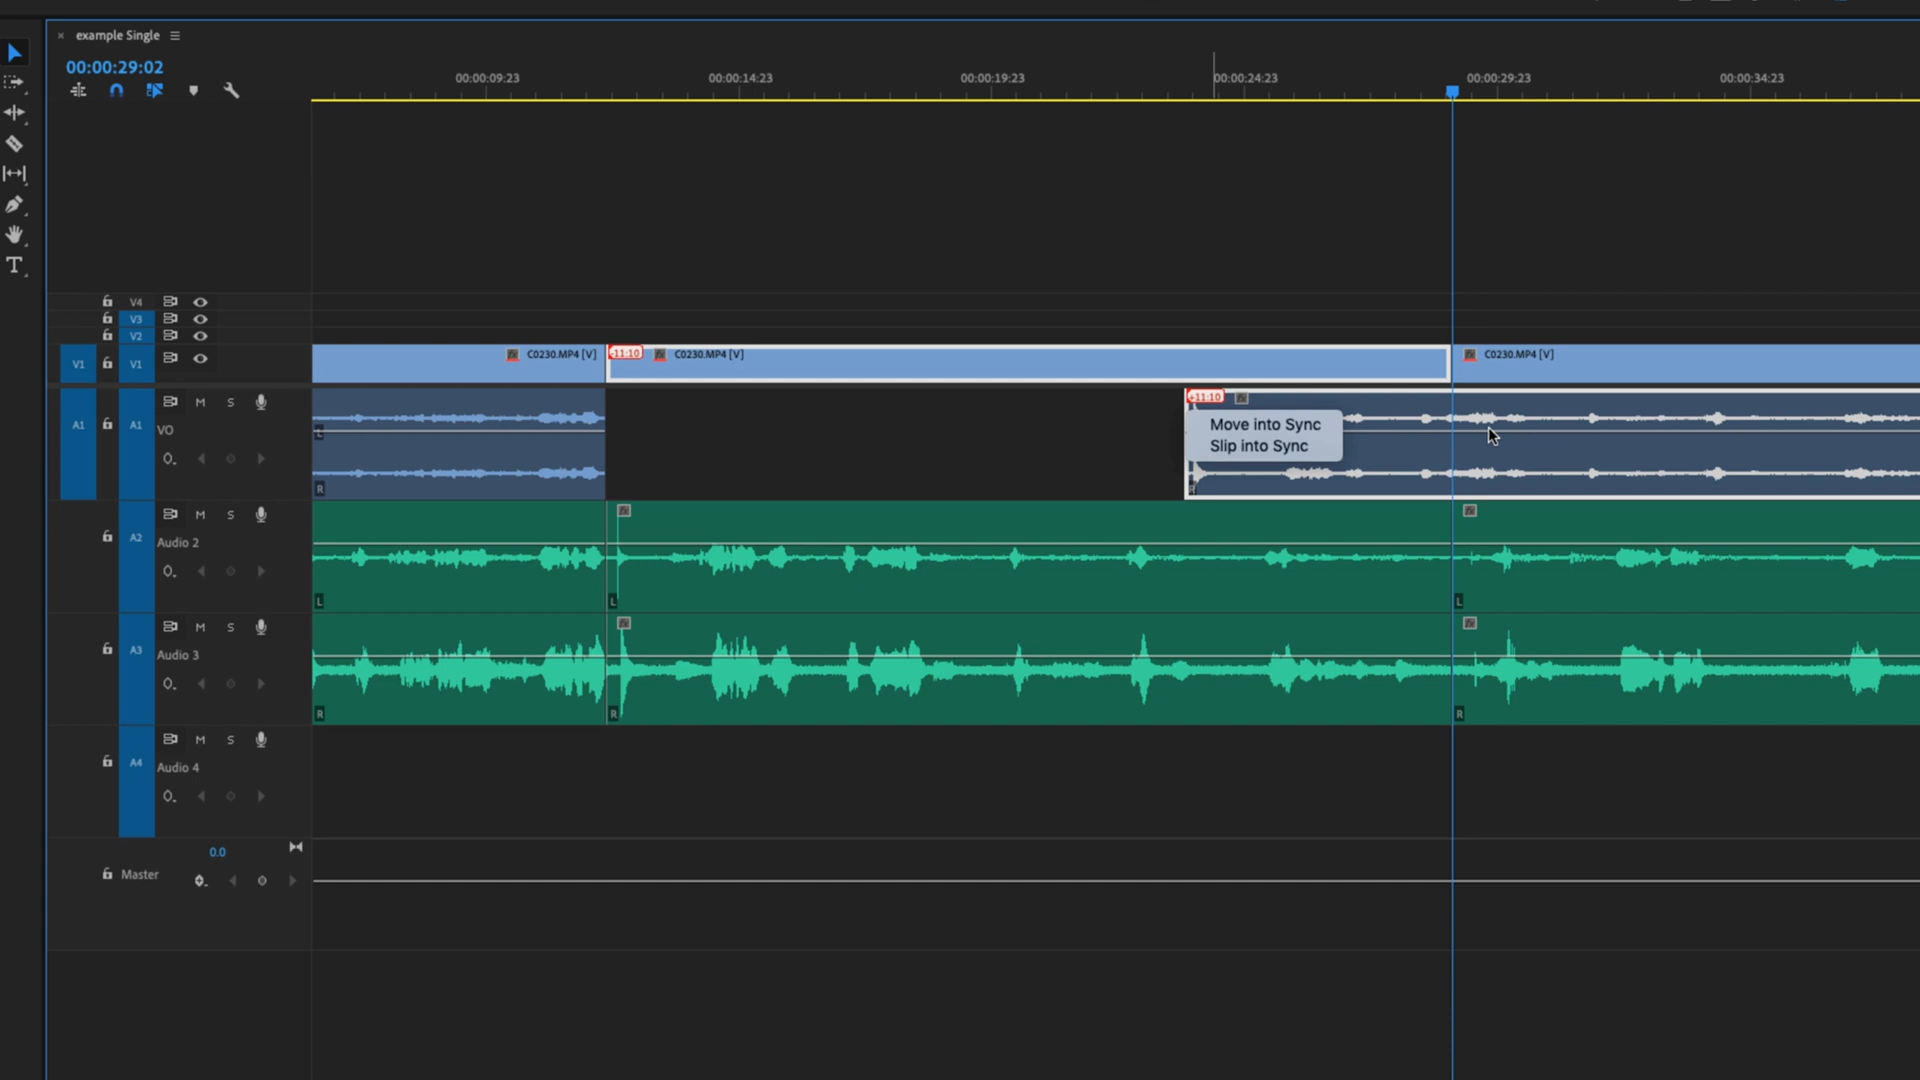 example Single
00:00:29:02
00:00:09:23
00:00:14:23
00:00:19:23
00:00:24:23
00:00:29:23
00:00:34:23
V4
V3
V2
V1
V1
C0230.MP4 [V]
-11:10
C0230.MP4 [V]
C0230.MP4 [V]
A1
A1
M
S
VO
L
R
+11:10
Move into Sync
Slip into Sync
A2
M
S
Audio 2
L
L
L
A3
M
S
Audio 3
R
R
R
A4
M
S
Audio 4
0.0
Master